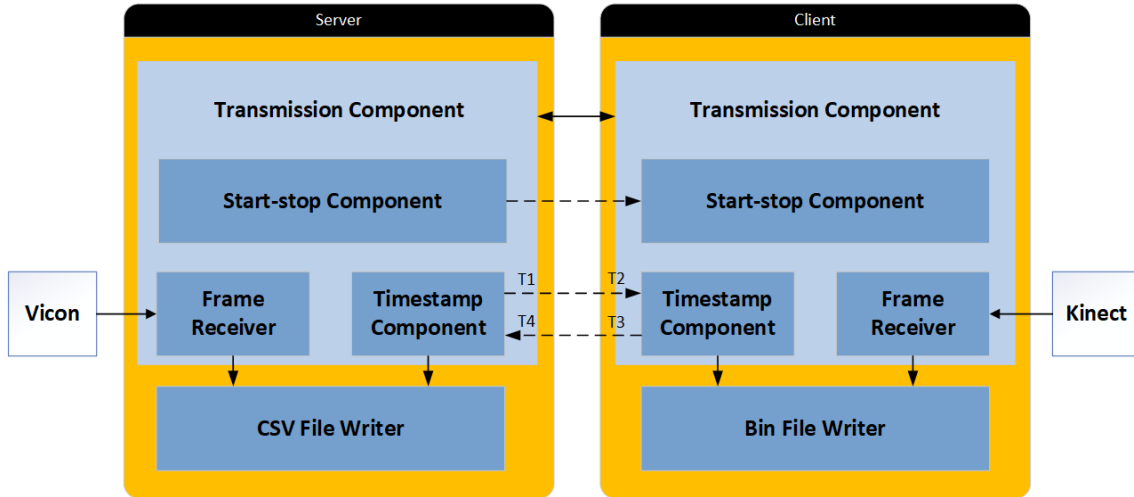 Server
Client
Transmission Component
Transmission Component
Start-stop Component
Start-stop Component
Vicon
Frame
Receiver
Timestamp
Component
T1
T2
T4
T3
Timestamp
Component
Frame
Receiver
Kinect
CSV File Writer
Bin File Writer